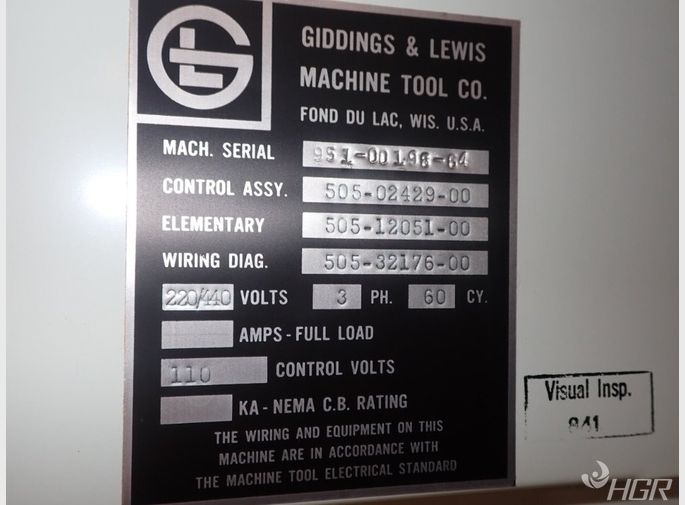 GL
GIDDINGS & LEWIS
MACHINE TOOL CO.
FOND DU LAC, WIS. U.S.A.
MACH. SERIAL
CONTROL ASSY. 505-02429-00
ELEMENTARY 505-12051-00
WIRING DIAG. 505-32176-00
220/440 VOLTS 3 PH. 60 CY.
AMPS-FULL LOAD
110 CONTROL VOLTS
KA-NEMA C.B. RATING
THE WIRING AND EQUIPMENT ON THIS
MACHINE ARE IN ACCORDANCE WITH
THE MACHINE TOOL ELECTRICAL STANDARD
Visual Insp.
841
HGR